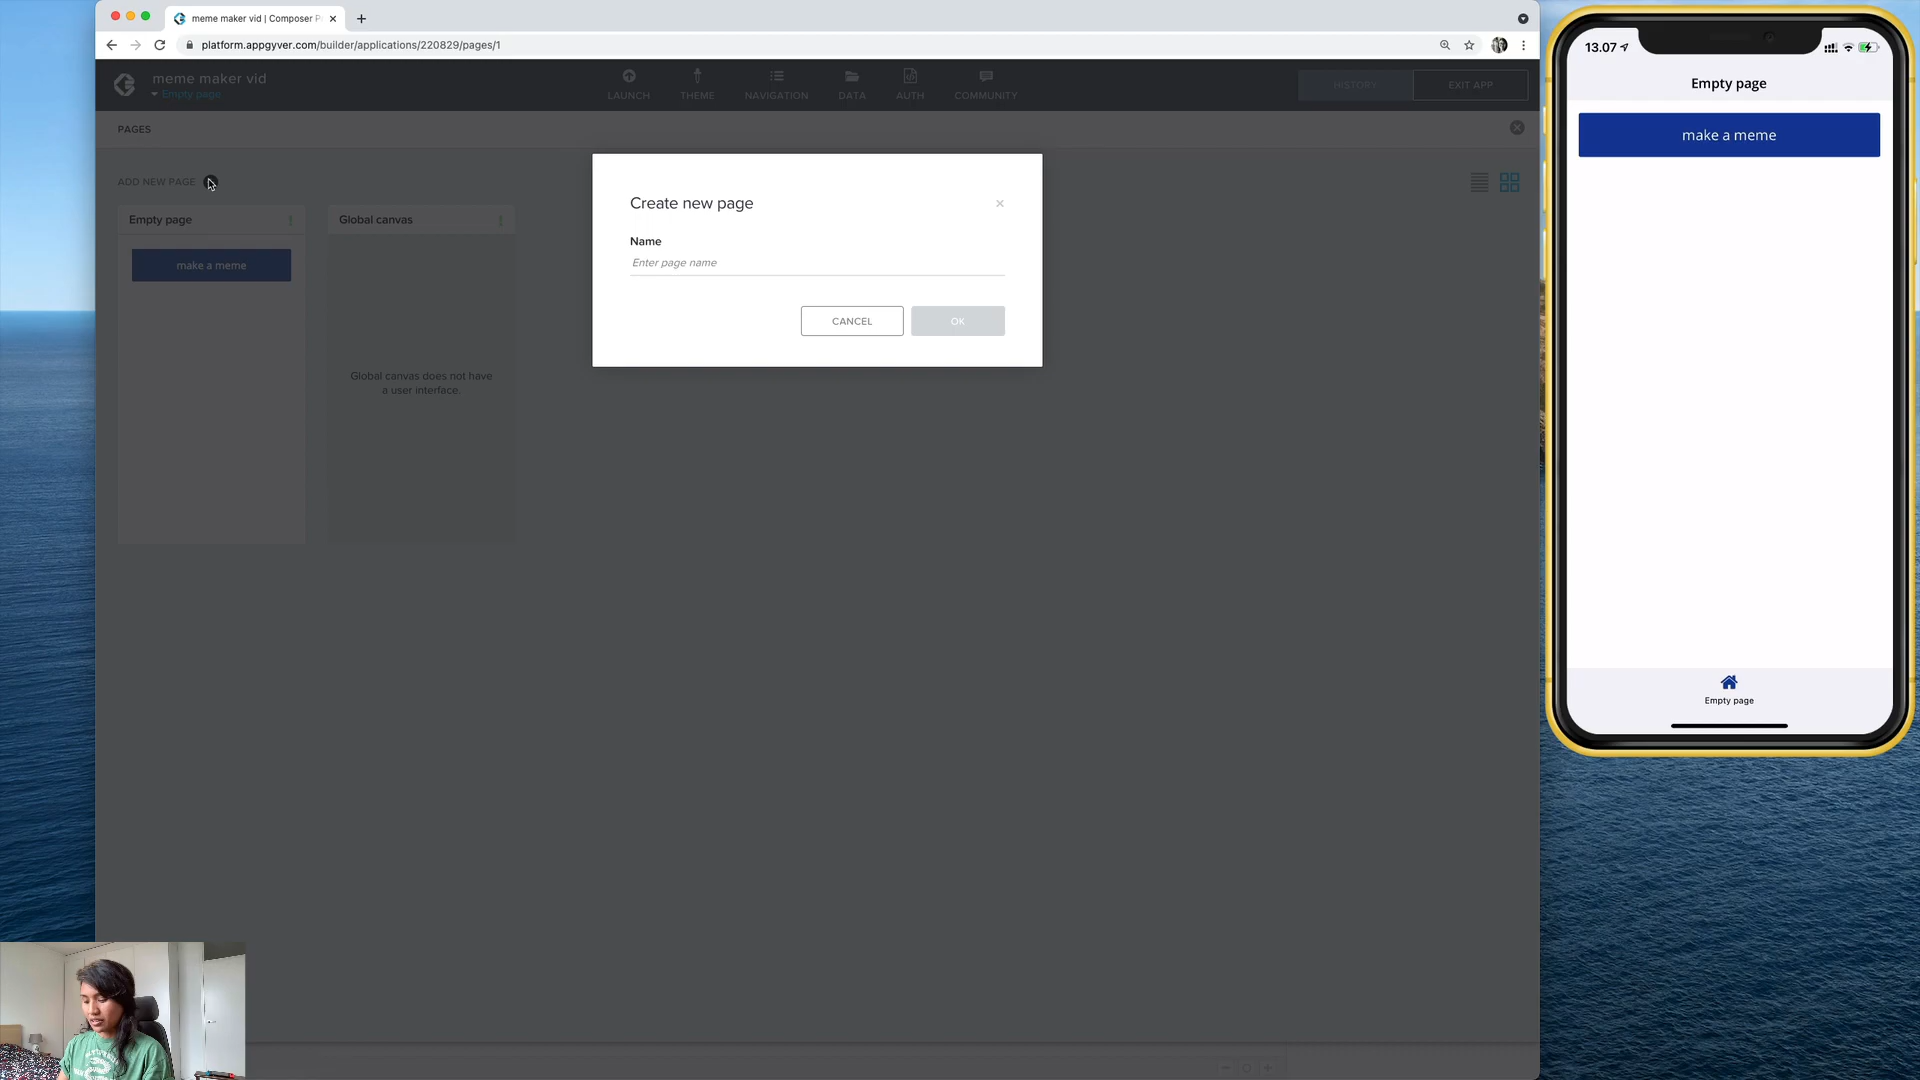 meme maker vid | Composer P
platform.appgyver.com/builder/applications/220829/pages/1
meme maker vid
Empty page
LAUNCH
THEME
NAVIGATION
DATA
AUTH
COMMUNITY
HISTORY
EXIT APP
PAGES
ADD NEW PAGE
Empty page
make a meme
Global canvas
Global canvas does not have
a user interface.
Create new page
Name
Enter page name
CANCEL
OK
13.07
Empty page
make a meme
Empty page